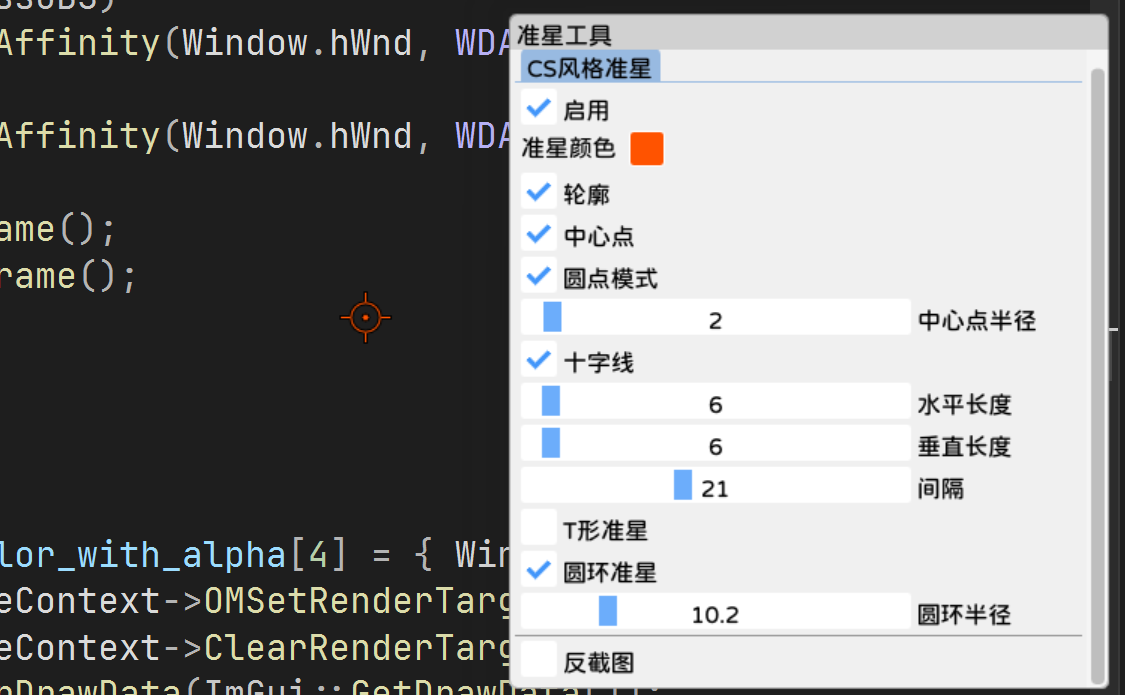 Affinity(Window.hWnd, WDA
Affinity(Window.hWnd, WDA
ame();
rame();
lor_with_alpha[4] = { Win
eContext->OMSetRenderTarg
eContext->ClearRenderTarg
ImGui::GetDrawData());
准星工具
CS风格准星
启用
准星颜色
轮廓
中心点
圆点模式
2 中心点半径
十字线
6 水平长度
6 垂直长度
21 间隔
T形准星
圆环准星
10.2 圆环半径
反截图